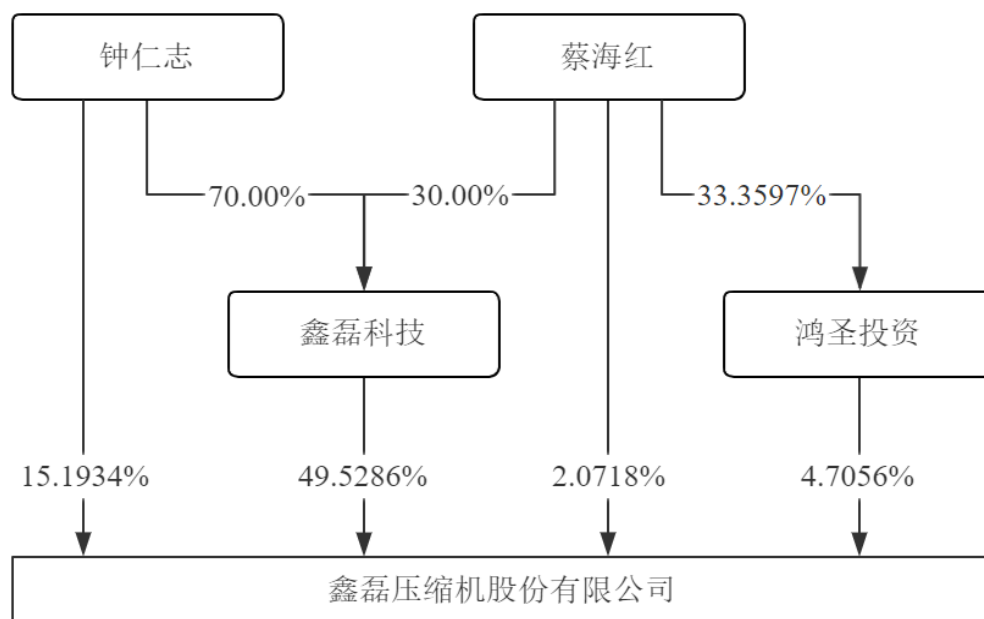 钟仁志
蔡海红
70.00%
30.00%
33.3597%
鑫磊科技
鸿圣投资
15.1934%
49.5286%
2.0718%
4.7056%
鑫磊压缩机股份有限公司